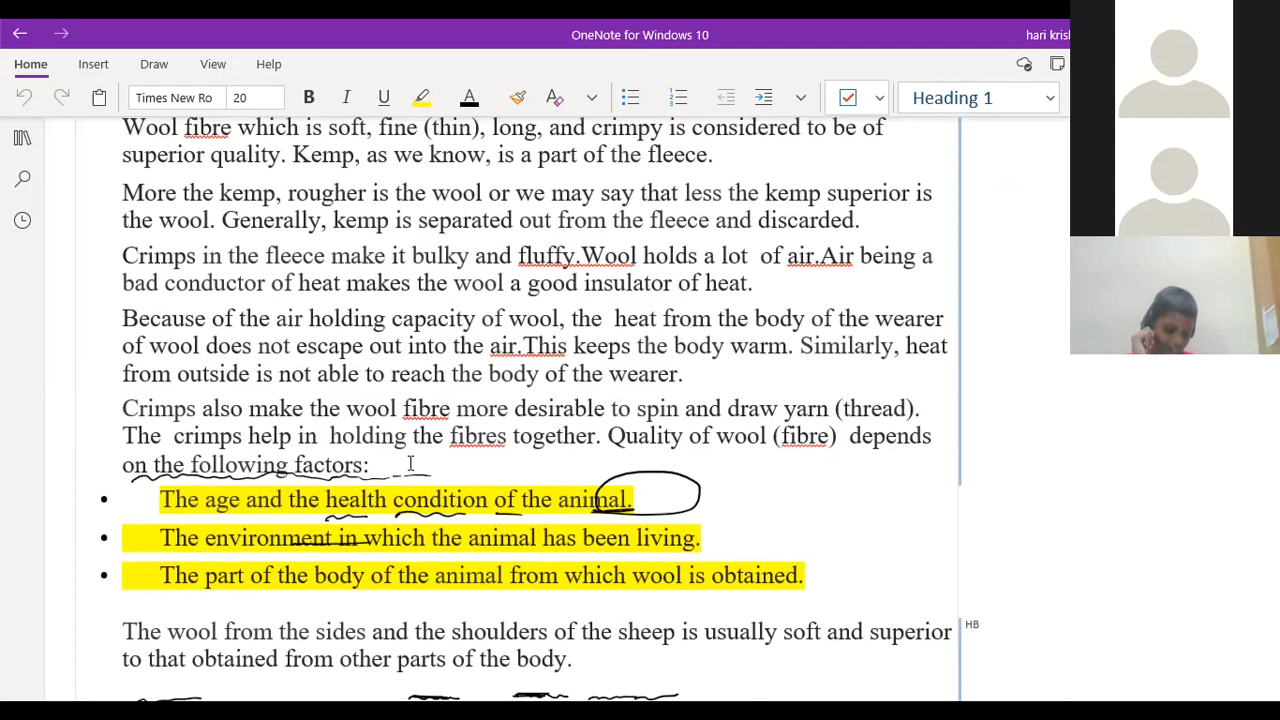 OneNote for Windows 10
hari krish
Home Insert Draw View Help
Times New Ro 20 B I U A Heading 1
Wool fibre which is soft, fine (thin), long, and crimpy is considered to be of
superior quality. Kemp, as we know, is a part of the fleece.
More the kemp, rougher is the wool or we may say that less the kemp superior is
the wool. Generally, kemp is separated out from the fleece and discarded.
Crimps in the fleece make it bulky and fluffy.Wool holds a lot of air.Air being a
bad conductor of heat makes the wool a good insulator of heat.
Because of the air holding capacity of wool, the heat from the body of the wearer
of wool does not escape out into the air.This keeps the body warm. Similarly, heat
from outside is not able to reach the body of the wearer.
Crimps also make the wool fibre more desirable to spin and draw yarn (thread).
The crimps help in holding the fibres together. Quality of wool (fibre) depends
on the following factors:
• The age and the health condition of the animal.
• The environment in which the animal has been living.
• The part of the body of the animal from which wool is obtained.
The wool from the sides and the shoulders of the sheep is usually soft and superior
HB
to that obtained from other parts of the body.